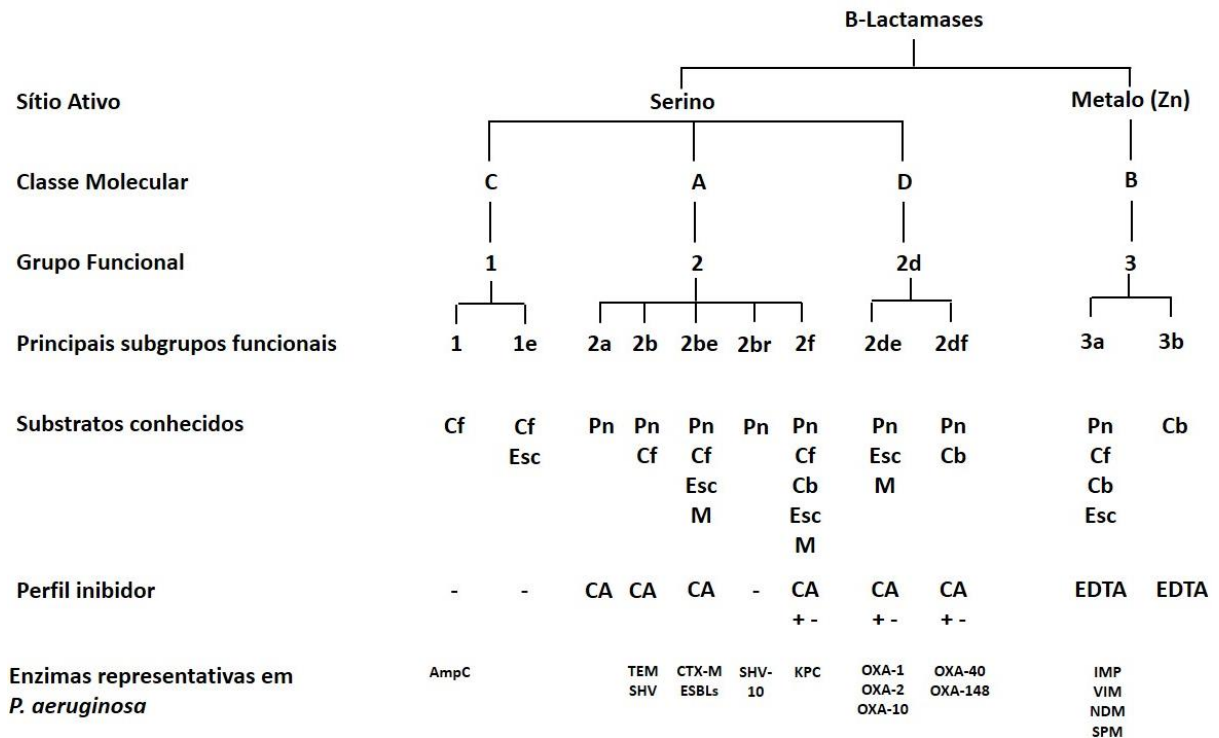 B-Lactamases
Sítio Ativo Serino Metalo (Zn)
Classe Molecular C A D B
Grupo Funcional 1 2 2d 3
Principais subgrupos funcionais 1 1e 2a 2b 2be 2br 2f 2de 2df 3a 3b
Substratos conhecidos Cf Cf Pn Pn Pn Pn Pn Pn Pn Pn Cb
Esc Cf Cf Cf Esc Cb Cf
Esc Cb M Cb
M Esc Esc
M
Perfil inibidor - - CA CA CA - CA CA CA EDTA EDTA
+ - + - + -
Enzimas representativas em AmpC TEM CTX-M SHV- KPC OXA-1 OXA-40 IMP
P. aeruginosa SHV ESBLs 10 OXA-2 OXA-148 VIM
OXA-10 NDM
SPM